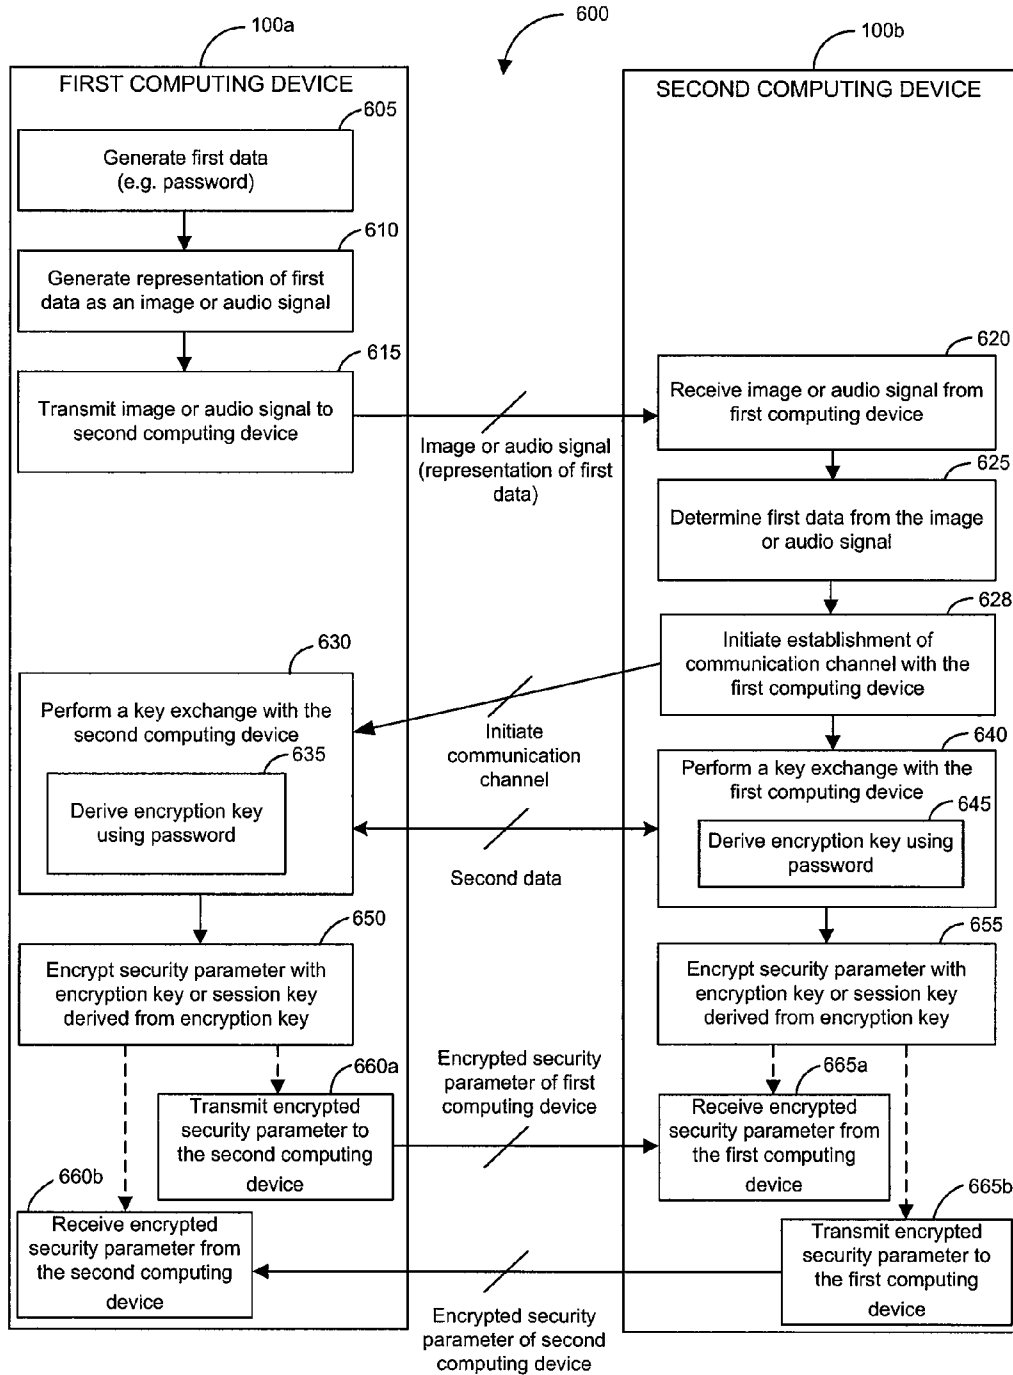 600
100a
100b
FIRST COMPUTING DEVICE
SECOND COMPUTING DEVICE
605
Generate first data
(e.g. password)
610
Generate representation of first
data as an image or audio signal
615
Transmit image or audio signal to
second computing device
Image or audio signal
(representation of first
data)
620
Receive image or audio signal from
first computing device
625
Determine first data from the image
or audio signal
628
Initiate establishment of
communication channel with the
first computing device
Initiate
communication
channel
630
Perform a key exchange with the
second computing device
635
Derive encryption key
using password
640
Perform a key exchange with the
first computing device
645
Derive encryption key using
password
Second data
650
Encrypt security parameter with
encryption key or session key
derived from encryption key
655
Encrypt security parameter with
encryption key or session key
derived from encryption key
660a
Transmit encrypted
security parameter to
the second computing
device
Encrypted security
parameter of first
computing device
665a
Receive encrypted
security parameter from
the first computing
device
660b
Receive encrypted
security parameter from
the second computing
device
665b
Transmit encrypted
security parameter to
the first computing
device
Encrypted security
parameter of second
computing device